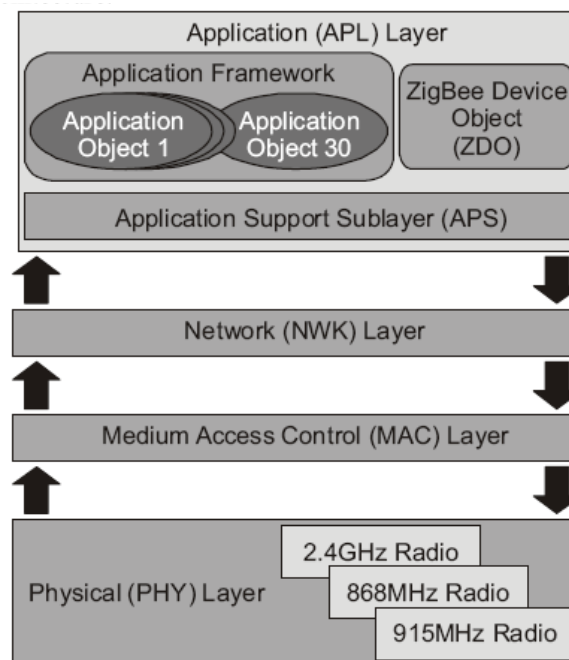 Application (APL) Layer
Application Framework
Application
Object 1
Application
Object 30
ZigBee Device
Object
(ZDO)
Application Support Sublayer (APS)
Network (NWK) Layer
Medium Access Control (MAC) Layer
Physical (PHY) Layer
2.4GHz Radio
868MHz Radio
915MHz Radio